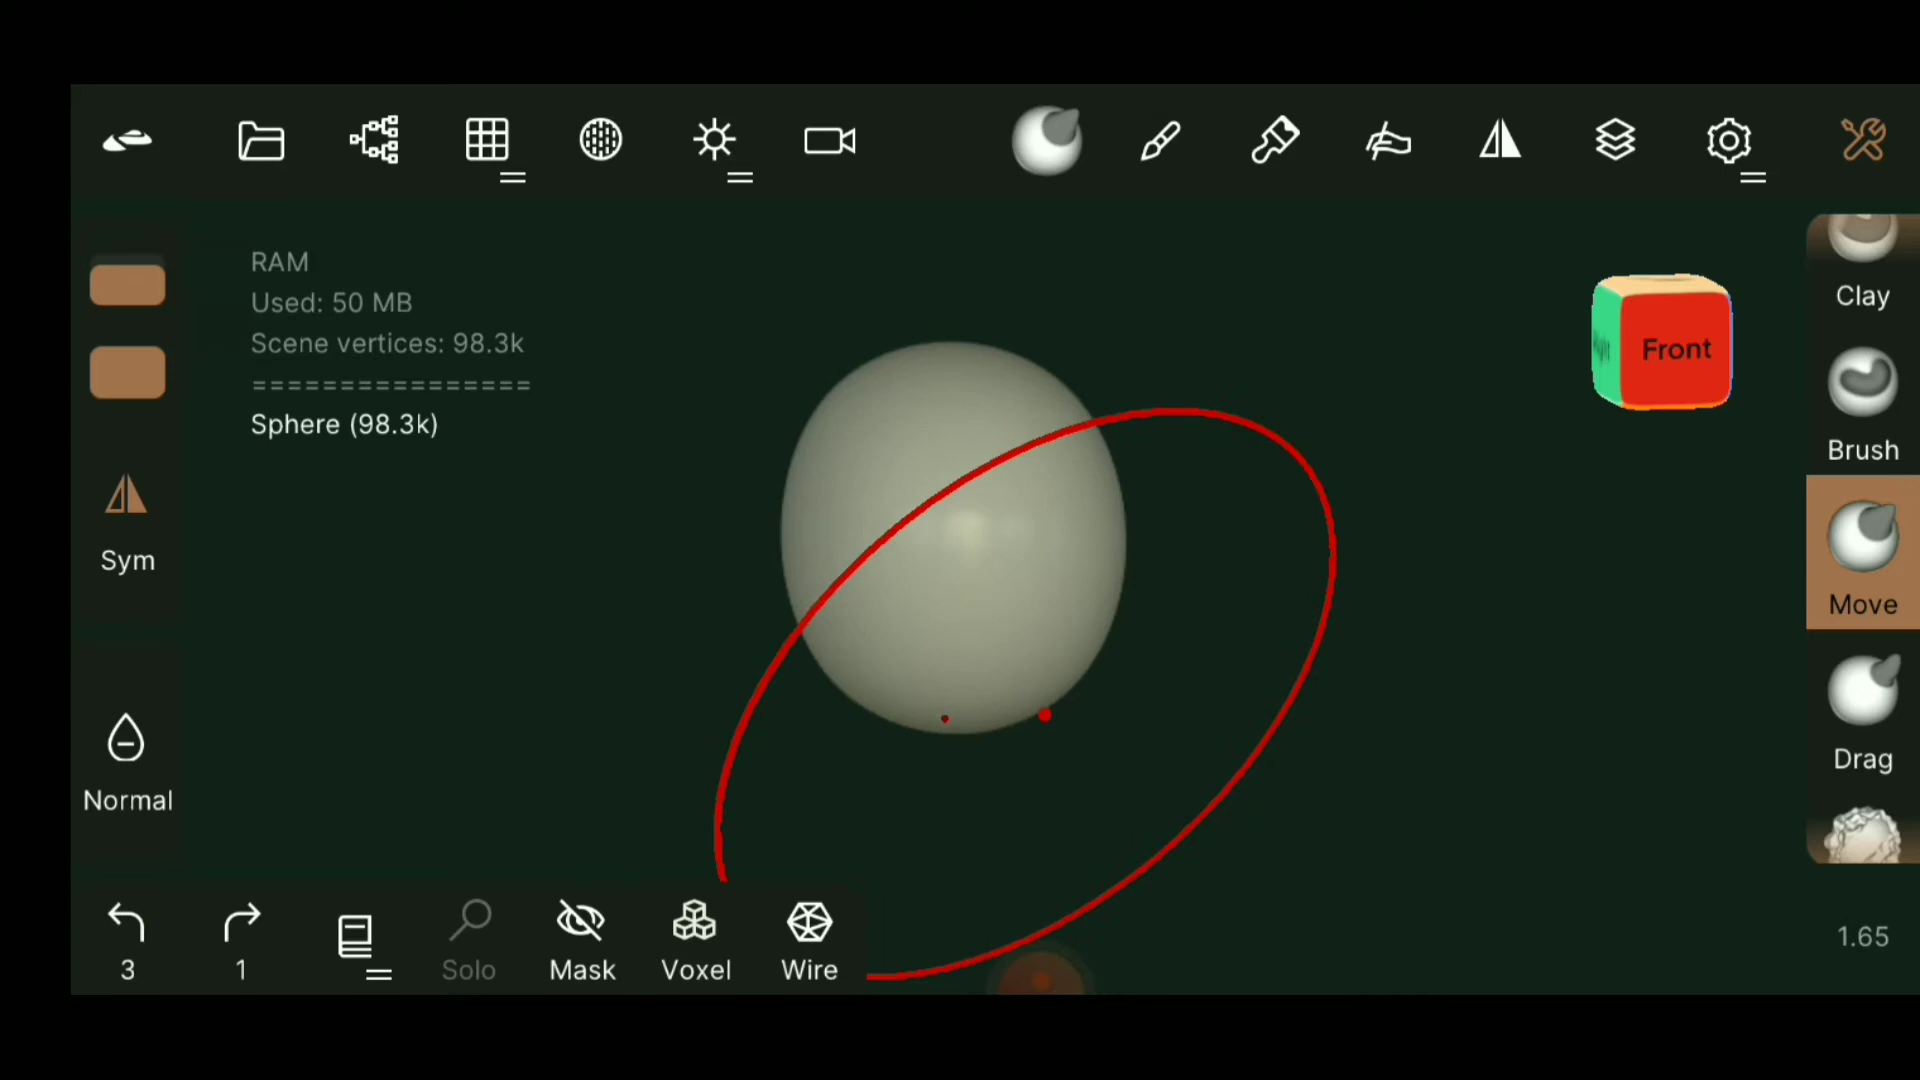 RAM
Used: 50 MB
Scene vertices: 98.3k
================
Sphere (98.3k)
Front
Right
Clay
Brush
Move
Drag
Sym
Normal
3
1
Solo
Mask
Voxel
Wire
1.65